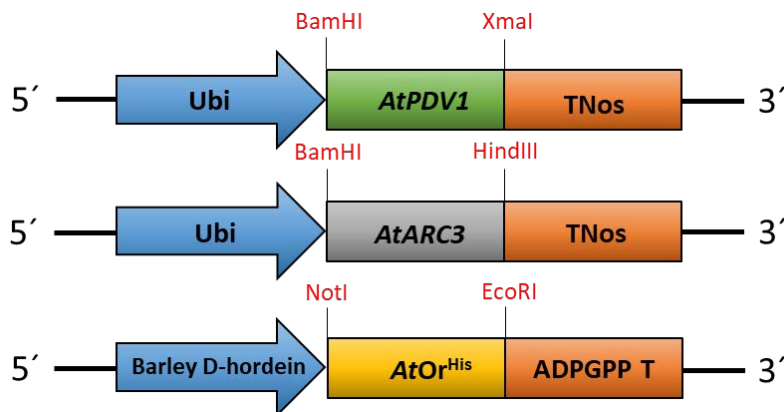 BamHI XmaI
5´ Ubi AtPDV1 TNos 3´
BamHI HindIII
5´ Ubi AtARC3 TNos 3´
NotI EcoRI
5´ Barley D-hordein AtOrHis ADPGPP T 3´